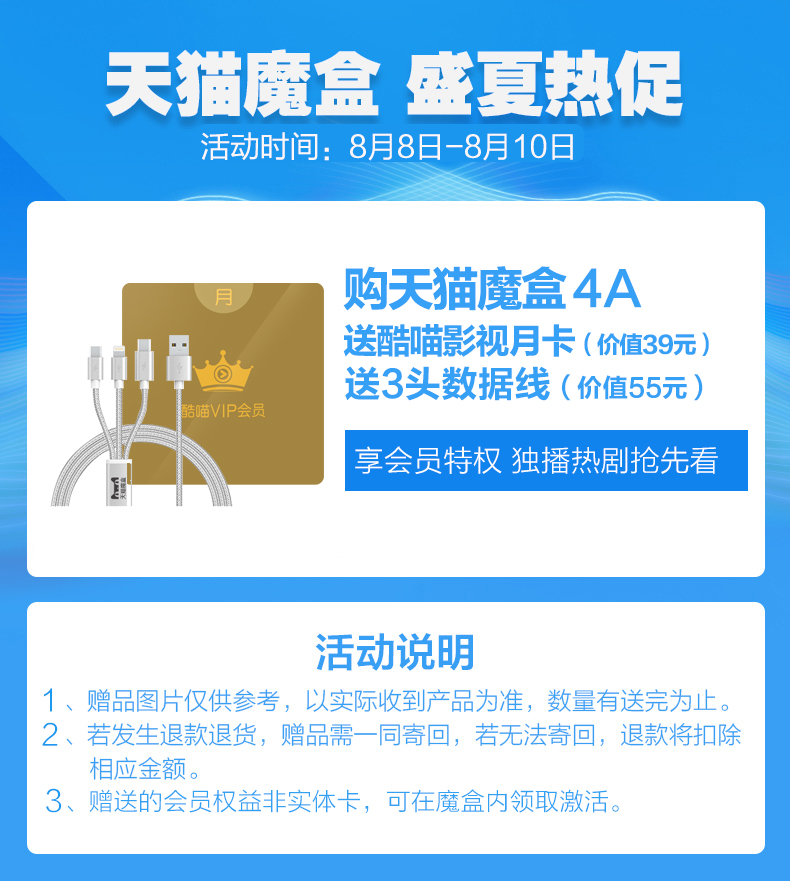 天猫魔盒 盛夏热促
活动时间：8月8日-8月10日
月
酷喵VIP会员
天猫魔盒
购天猫魔盒4A
送酷喵影视月卡（价值39元）
送3头数据线（价值55元）
享会员特权 独播热剧抢先看
活动说明
1、赠品图片仅供参考，以实际收到产品为准，数量有送完为止。
2、若发生退款退货，赠品需一同寄回，若无法寄回，退款将扣除
相应金额。
3、赠送的会员权益非实体卡，可在魔盒内领取激活。